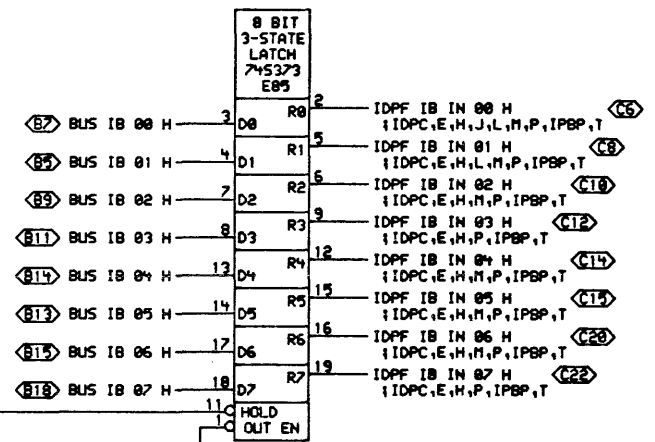 8 BIT
3-STATE
LATCH
74S373
E85
2
R0 IDPF IB IN 00 H C6
B7 BUS IB 00 H 3 D0 ;IDPC,E,H,J,L,M,P,IPBP,T
5
R1 IDPF IB IN 01 H C8
B5 BUS IB 01 H 4 D1 ;IDPC,E,H,L,M,P,IPBP,T
6
R2 IDPF IB IN 02 H C10
B9 BUS IB 02 H 7 D2 ;IDPC,E,H,M,P,IPBP,T
9
R3 IDPF IB IN 03 H C12
B11 BUS IB 03 H 8 D3 ;IDPC,E,H,P,IPBP,T
12
R4 IDPF IB IN 04 H C14
B14 BUS IB 04 H 13 D4 ;IDPC,E,H,M,P,IPBP,T
15
R5 IDPF IB IN 05 H C15
B13 BUS IB 05 H 14 D5 ;IDPC,E,H,M,P,IPBP,T
16
R6 IDPF IB IN 06 H C20
B15 BUS IB 06 H 17 D6 ;IDPC,E,H,M,P,IPBP,T
19
R7 IDPF IB IN 07 H C22
B18 BUS IB 07 H 18 D7 ;IDPC,E,H,P,IPBP,T
11 HOLD
1 OUT EN